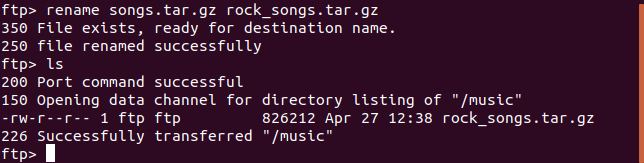 ftp> rename songs.tar.gz rock_songs.tar.gz
350 File exists, ready for destination name.
250 file renamed successfully
ftp> ls
200 Port command successful
150 Opening data channel for directory listing of "/music"
-rw-r--r-- 1 ftp ftp         826212 Apr 27 12:38 rock_songs.tar.gz
226 Successfully transferred "/music"
ftp>